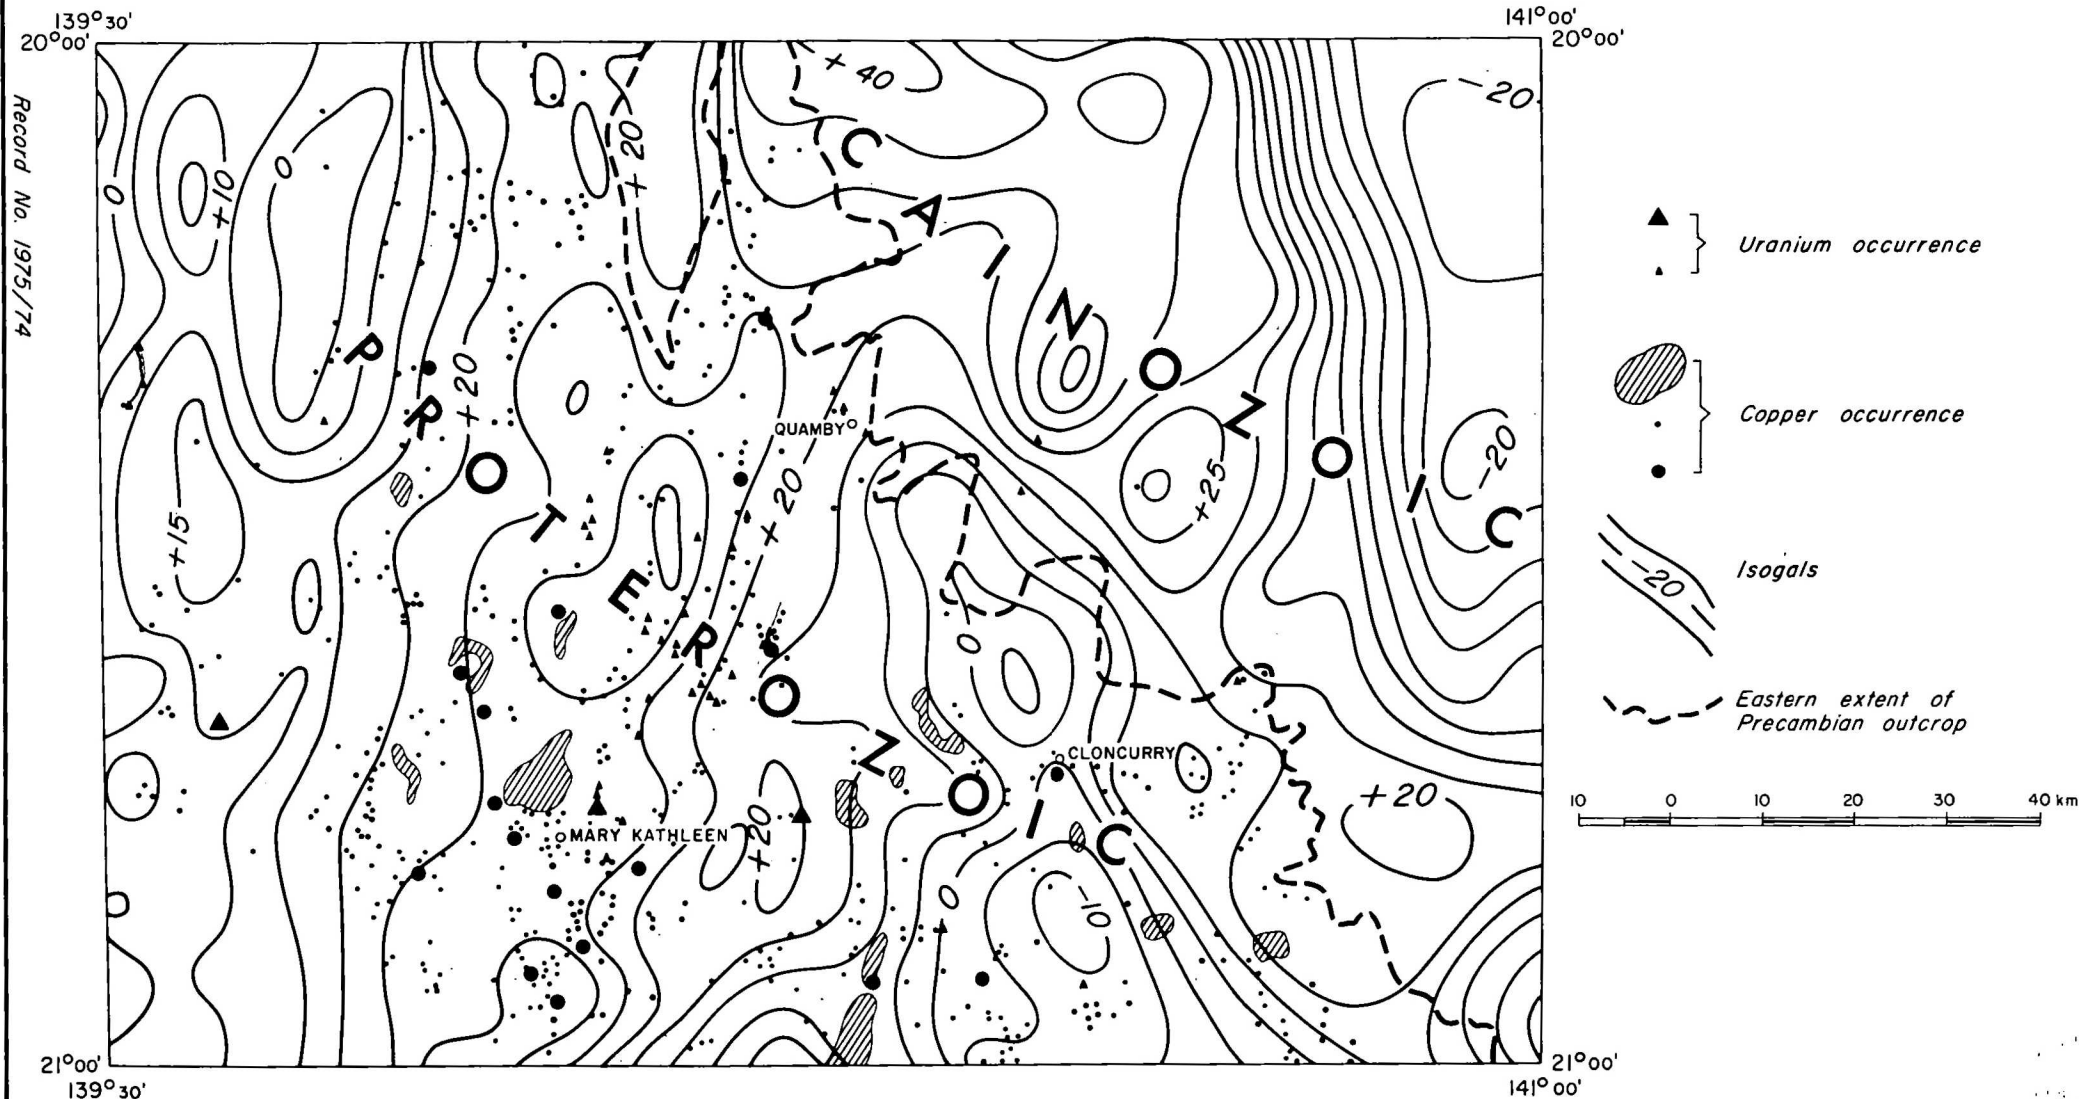 139°30'
141°00'
20°00'
20°00'
Record No. 1975/74
+40
-20
0
+10
0
+20
CAINOZOIC
+20
QUAMBY
+25
-20
+15
+20
PROTEROZOIC
0
CLONCURRY
+20
MARY KATHLEEN
+20
0
-10
21°00'
21°00'
139°30'
141°00'
Uranium occurrence
Copper occurrence
-20
Isogals
Eastern extent of
Precambian outcrop
10 0 10 20 30 40 km